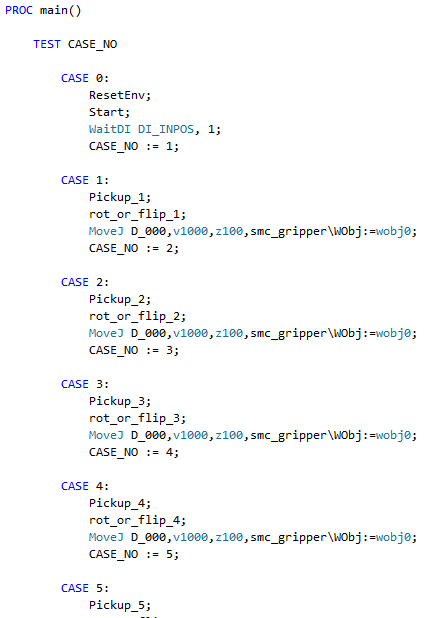 PROC main()
TEST CASE_NO
CASE 0:
ResetEnv;
Start;
WaitDI DI_INPOS, 1;
CASE_NO := 1;
CASE 1:
Pickup_1;
rot_or_flip_1;
MoveJ D_000,v1000,z100,smc_gripper\WObj:=wobj0;
CASE_NO := 2;
CASE 2:
Pickup_2;
rot_or_flip_2;
MoveJ D_000,v1000,z100,smc_gripper\WObj:=wobj0;
CASE_NO := 3;
CASE 3:
Pickup_3;
rot_or_flip_3;
MoveJ D_000,v1000,z100,smc_gripper\WObj:=wobj0;
CASE_NO := 4;
CASE 4:
Pickup_4;
rot_or_flip_4;
MoveJ D_000,v1000,z100,smc_gripper\WObj:=wobj0;
CASE_NO := 5;
CASE 5:
Pickup_5;